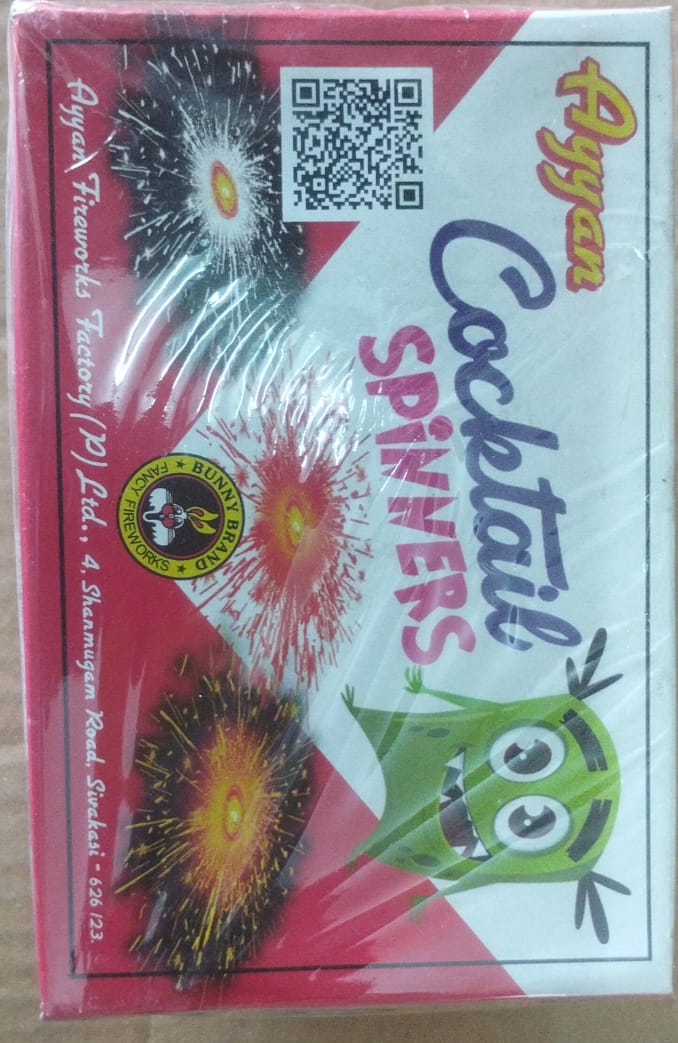 Ayyan
Cocktail
SPINNERS
★ BUNNY BRAND ★
FANCY FIREWORKS
Ayyan Fireworks Factory (P) Ltd., 4, Shanmugam Road, Sivakasi - 626 123.